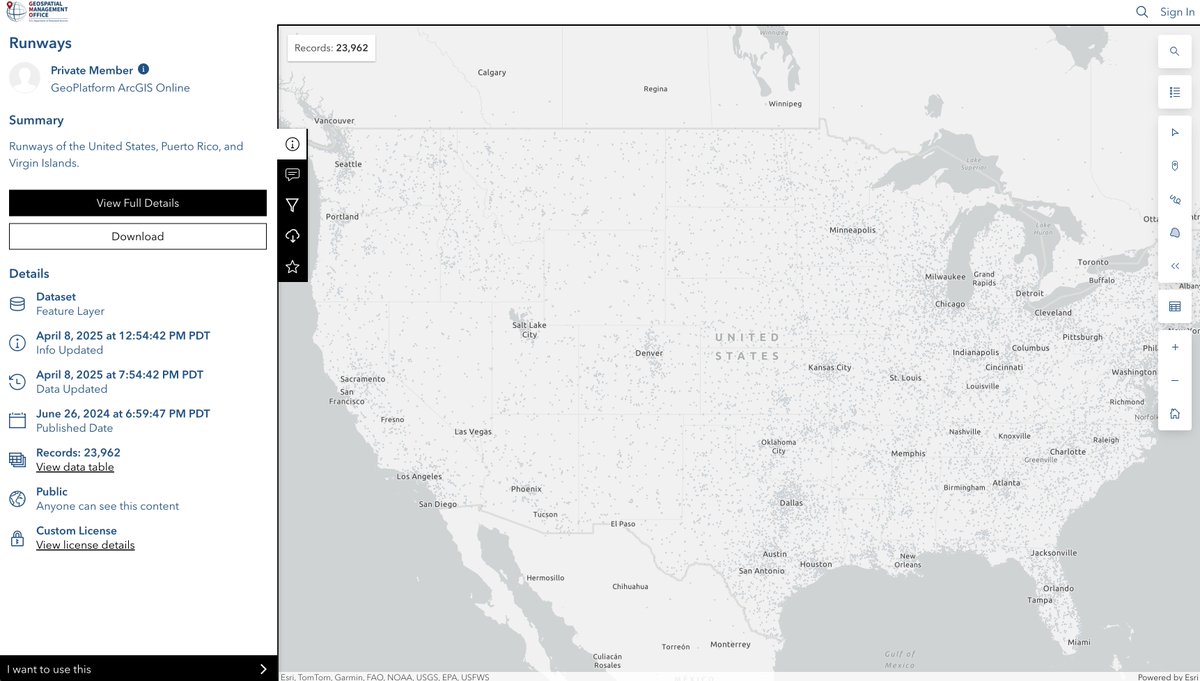 GEOSPATIAL
MANAGEMENT
OFFICE
Sign In
Runways
Private Member
GeoPlatform ArcGIS Online
Summary
Runways of the United States, Puerto Rico, and
Virgin Islands.
View Full Details
Download
Details
Dataset
Feature Layer
April 8, 2025 at 12:54:42 PM PDT
Info Updated
April 8, 2025 at 7:54:42 PM PDT
Data Updated
June 26, 2024 at 6:59:47 PM PDT
Published Date
Records: 23,962
View data table
Public
Anyone can see this content
Custom License
View license details
I want to use this
Records: 23,962
Winnipeg
Calgary
Regina
Winnipeg
Vancouver
Seattle
Lake
Superior
Portland
Minneapolis
Lake
Huron
Otta
Toronto
Milwaukee
Grand
Rapids
Buffalo
Albany
Detroit
Chicago
Cleveland
Salt Lake
City
UNITED
STATES
Pittsburgh
Denver
Indianapolis
Columbus
Phil
Kansas City
Cincinnati
Washington
St. Louis
Louisville
Sacramento
San
Francisco
Richmond
Fresno
Norfolk
Las Vegas
Nashville
Knoxville
Raleigh
Oklahoma
City
Memphis
Charlotte
Greenville
Los Angeles
Phoenix
Birmingham
Atlanta
San Diego
Tucson
Dallas
El Paso
Austin
Jacksonville
New
Orleans
Houston
San Antonio
Hermosillo
Chihuahua
Orlando
Tampa
Miami
Torreón
Monterrey
Culiacán
Rosales
Gulf of
Mexico
MEXICO
Esri, TomTom, Garmin, FAO, NOAA, USGS, EPA, USFWS
Powered by Esri